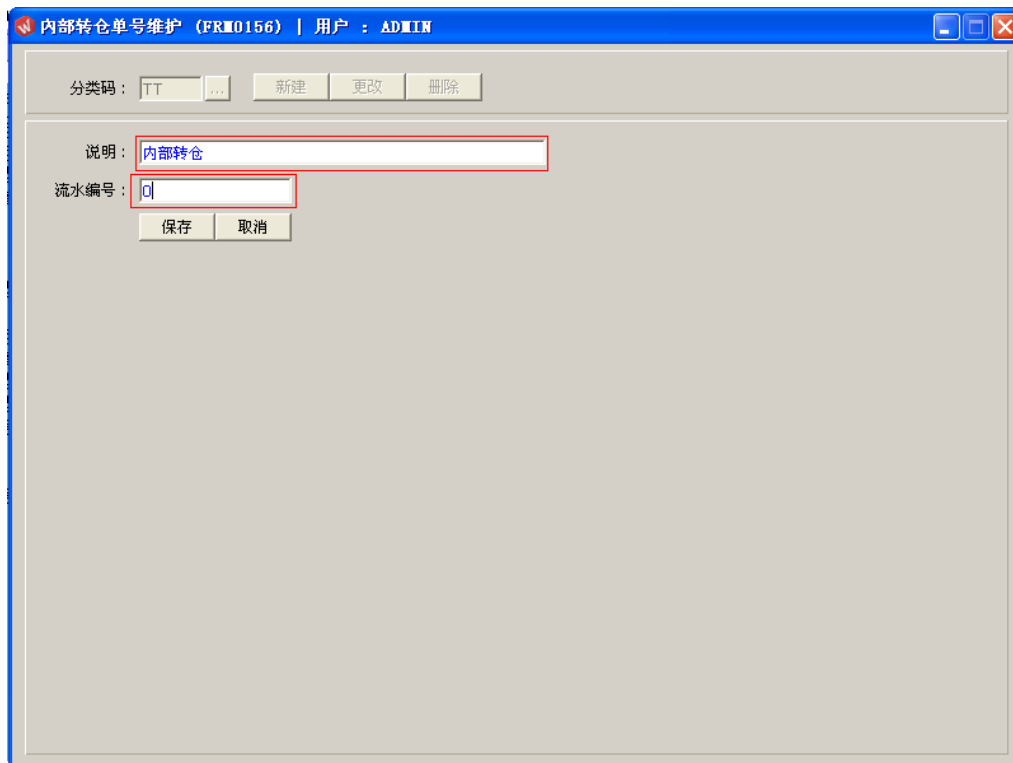 内部转仓单号维护 (FRM0156) | 用户 : ADMIN
分类码： TT ... 新建 更改 删除
说明： 内部转仓
流水编号： 0
保存 取消